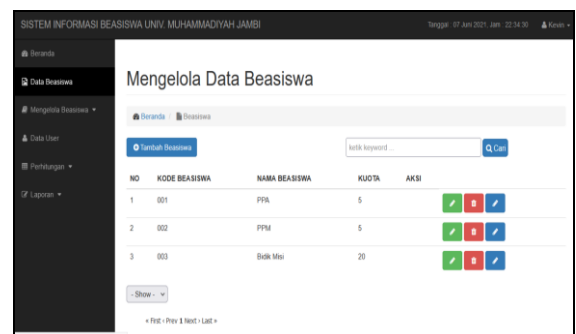 SISTEM INFORMASI BEASISWA UNIV. MUHAMMADIYAH JAMBI
Tanggal: 07 Juni 2021, Jam: 22:34:36 Kevin
Beranda
Data Beasiswa
Mengelola Beasiswa
Data User
Perhitungan
Laporan
Mengelola Data Beasiswa
Beranda | Beasiswa
Tambah Beasiswa
ketik keyword ... Cari
NO KODE BEASISWA NAMA BEASISWA KUOTA AKSI
1 001 PPA 5
2 002 PPM 5
3 003 Bidik Misi 20
- Show -
« First ‹ Prev 1 Next › Last »